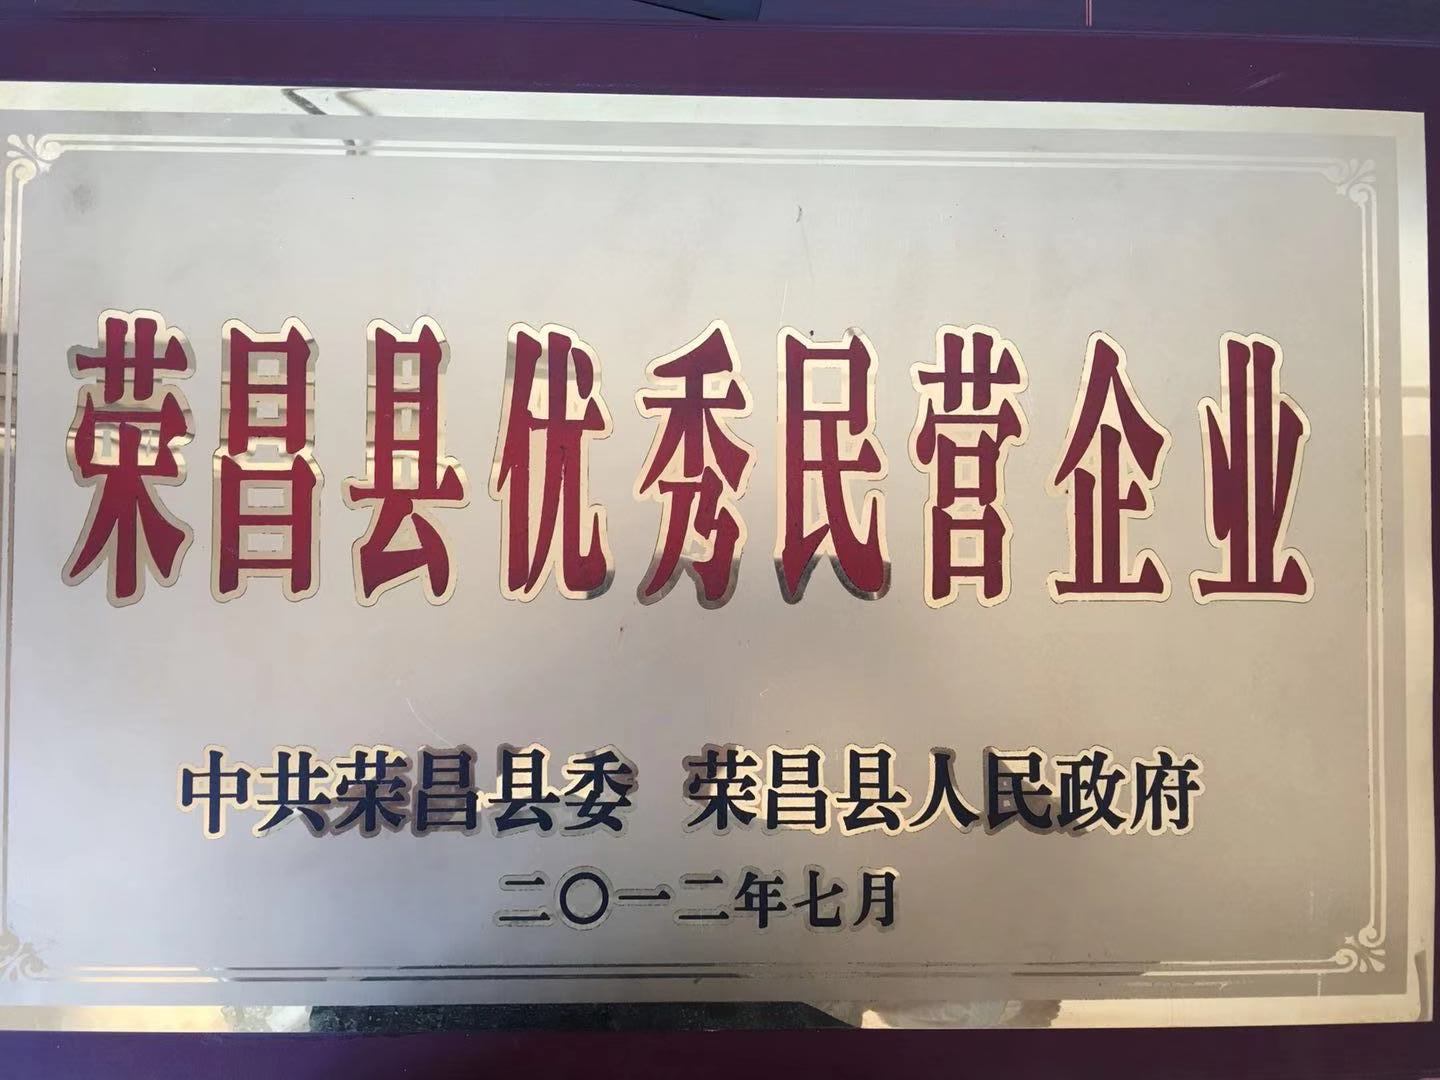 荣昌县优秀民营企业
中共荣昌县委 荣昌县人民政府
二〇一二年七月